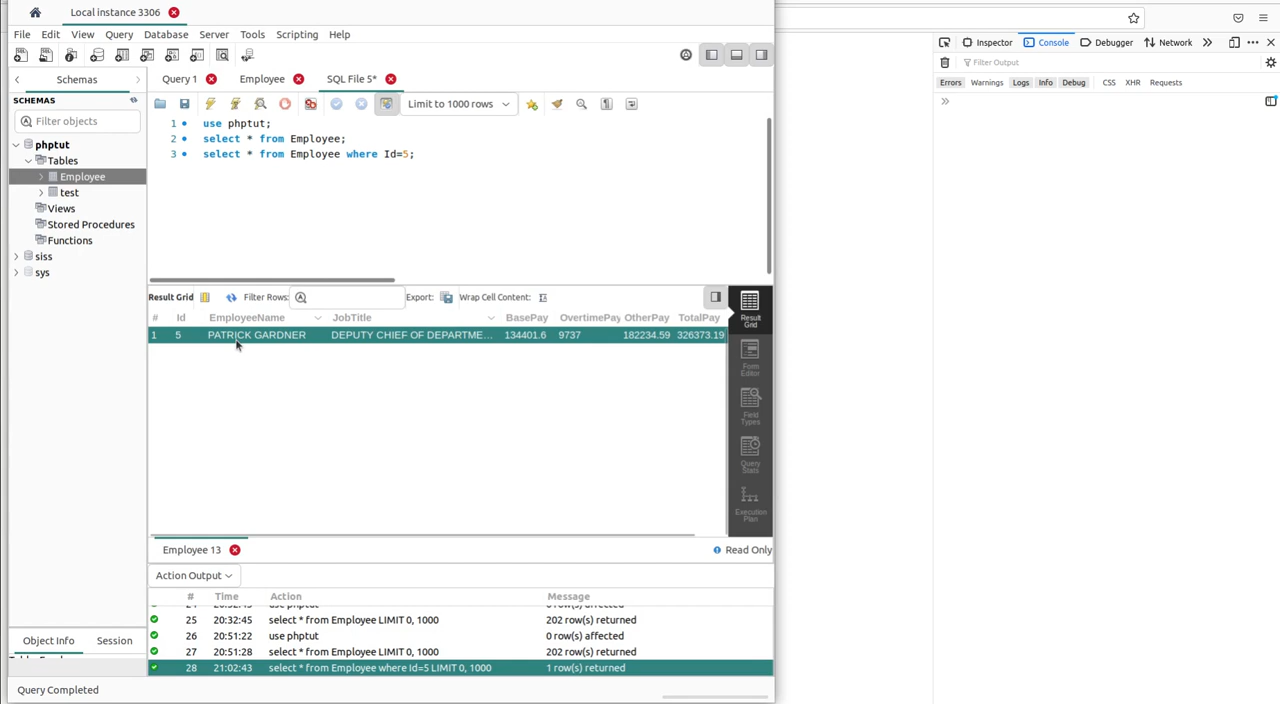 Local instance 3306
File Edit View Query Database Server Tools Scripting Help
Schemas
Query 1
Employee
SQL File 5*
SCHEMAS
Filter objects
phptut
Tables
Employee
test
Views
Stored Procedures
Functions
siss
sys
Limit to 1000 rows
1 use phptut;
2 select * from Employee;
3 select * from Employee where Id=5;
Result Grid Filter Rows: Export: Wrap Cell Content:
# Id EmployeeName JobTitle BasePay OvertimePay OtherPay TotalPay
1 5 PATRICK GARDNER DEPUTY CHIEF OF DEPARTME... 134401.6 9737 182234.59 326373.19
Result Grid
Form Editor
Field Types
Query Stats
Execution Plan
Employee 13
Read Only
Action Output
# Time Action Message
25 20:32:45 select * from Employee LIMIT 0, 1000 202 row(s) returned
26 20:51:22 use phptut 0 row(s) affected
27 20:51:28 select * from Employee LIMIT 0, 1000 202 row(s) returned
28 21:02:43 select * from Employee where Id=5 LIMIT 0, 1000 1 row(s) returned
Object Info Session
Query Completed
Inspector Console Debugger Network
Filter Output
Errors Warnings Logs Info Debug CSS XHR Requests